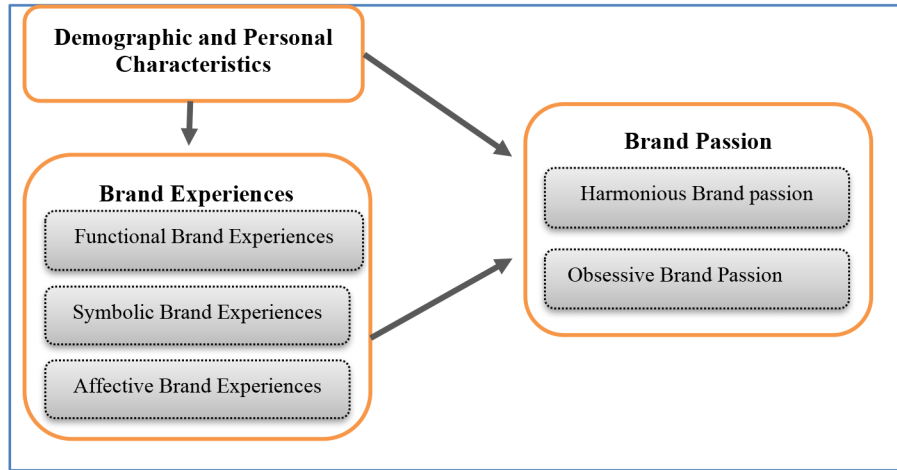 Demographic and Personal
Characteristics
Brand Experiences
Functional Brand Experiences
Symbolic Brand Experiences
Affective Brand Experiences
Brand Passion
Harmonious Brand passion
Obsessive Brand Passion